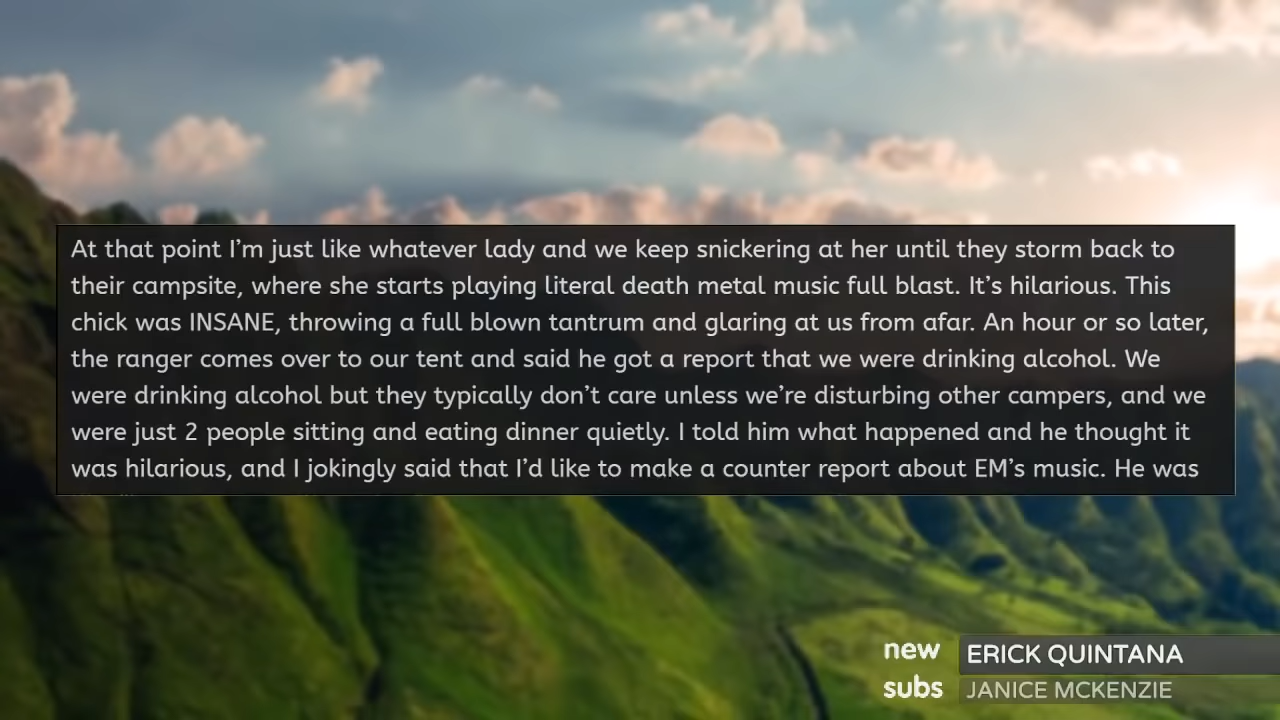 At that point I’m just like whatever lady and we keep snickering at her until they storm back to
their campsite, where she starts playing literal death metal music full blast. It’s hilarious. This
chick was INSANE, throwing a full blown tantrum and glaring at us from afar. An hour or so later,
the ranger comes over to our tent and said he got a report that we were drinking alcohol. We
were drinking alcohol but they typically don’t care unless we’re disturbing other campers, and we
were just 2 people sitting and eating dinner quietly. I told him what happened and he thought it
was hilarious, and I jokingly said that I’d like to make a counter report about EM’s music. He was
new ERICK QUINTANA
subs JANICE MCKENZIE